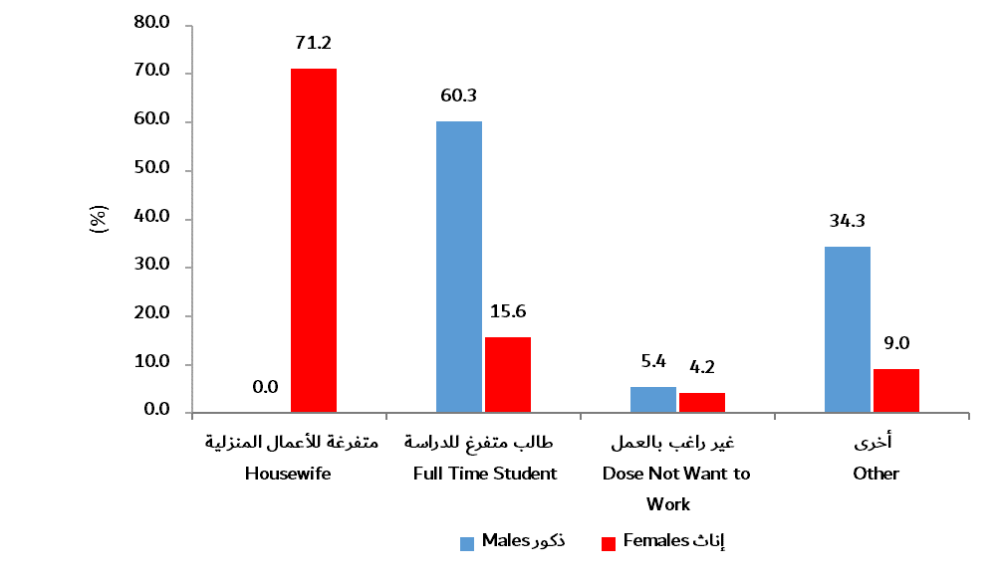 80.0
70.0
60.0
50.0
40.0
30.0
20.0
10.0
0.0
(%)
0.0
71.2
60.3
15.6
5.4
4.2
34.3
9.0
متفرغة للأعمال المنزلية
Housewife
طالب متفرغ للدراسة
Full Time Student
غير راغب بالعمل
Dose Not Want to
Work
أخرى
Other
Males ذكور
Females إناث